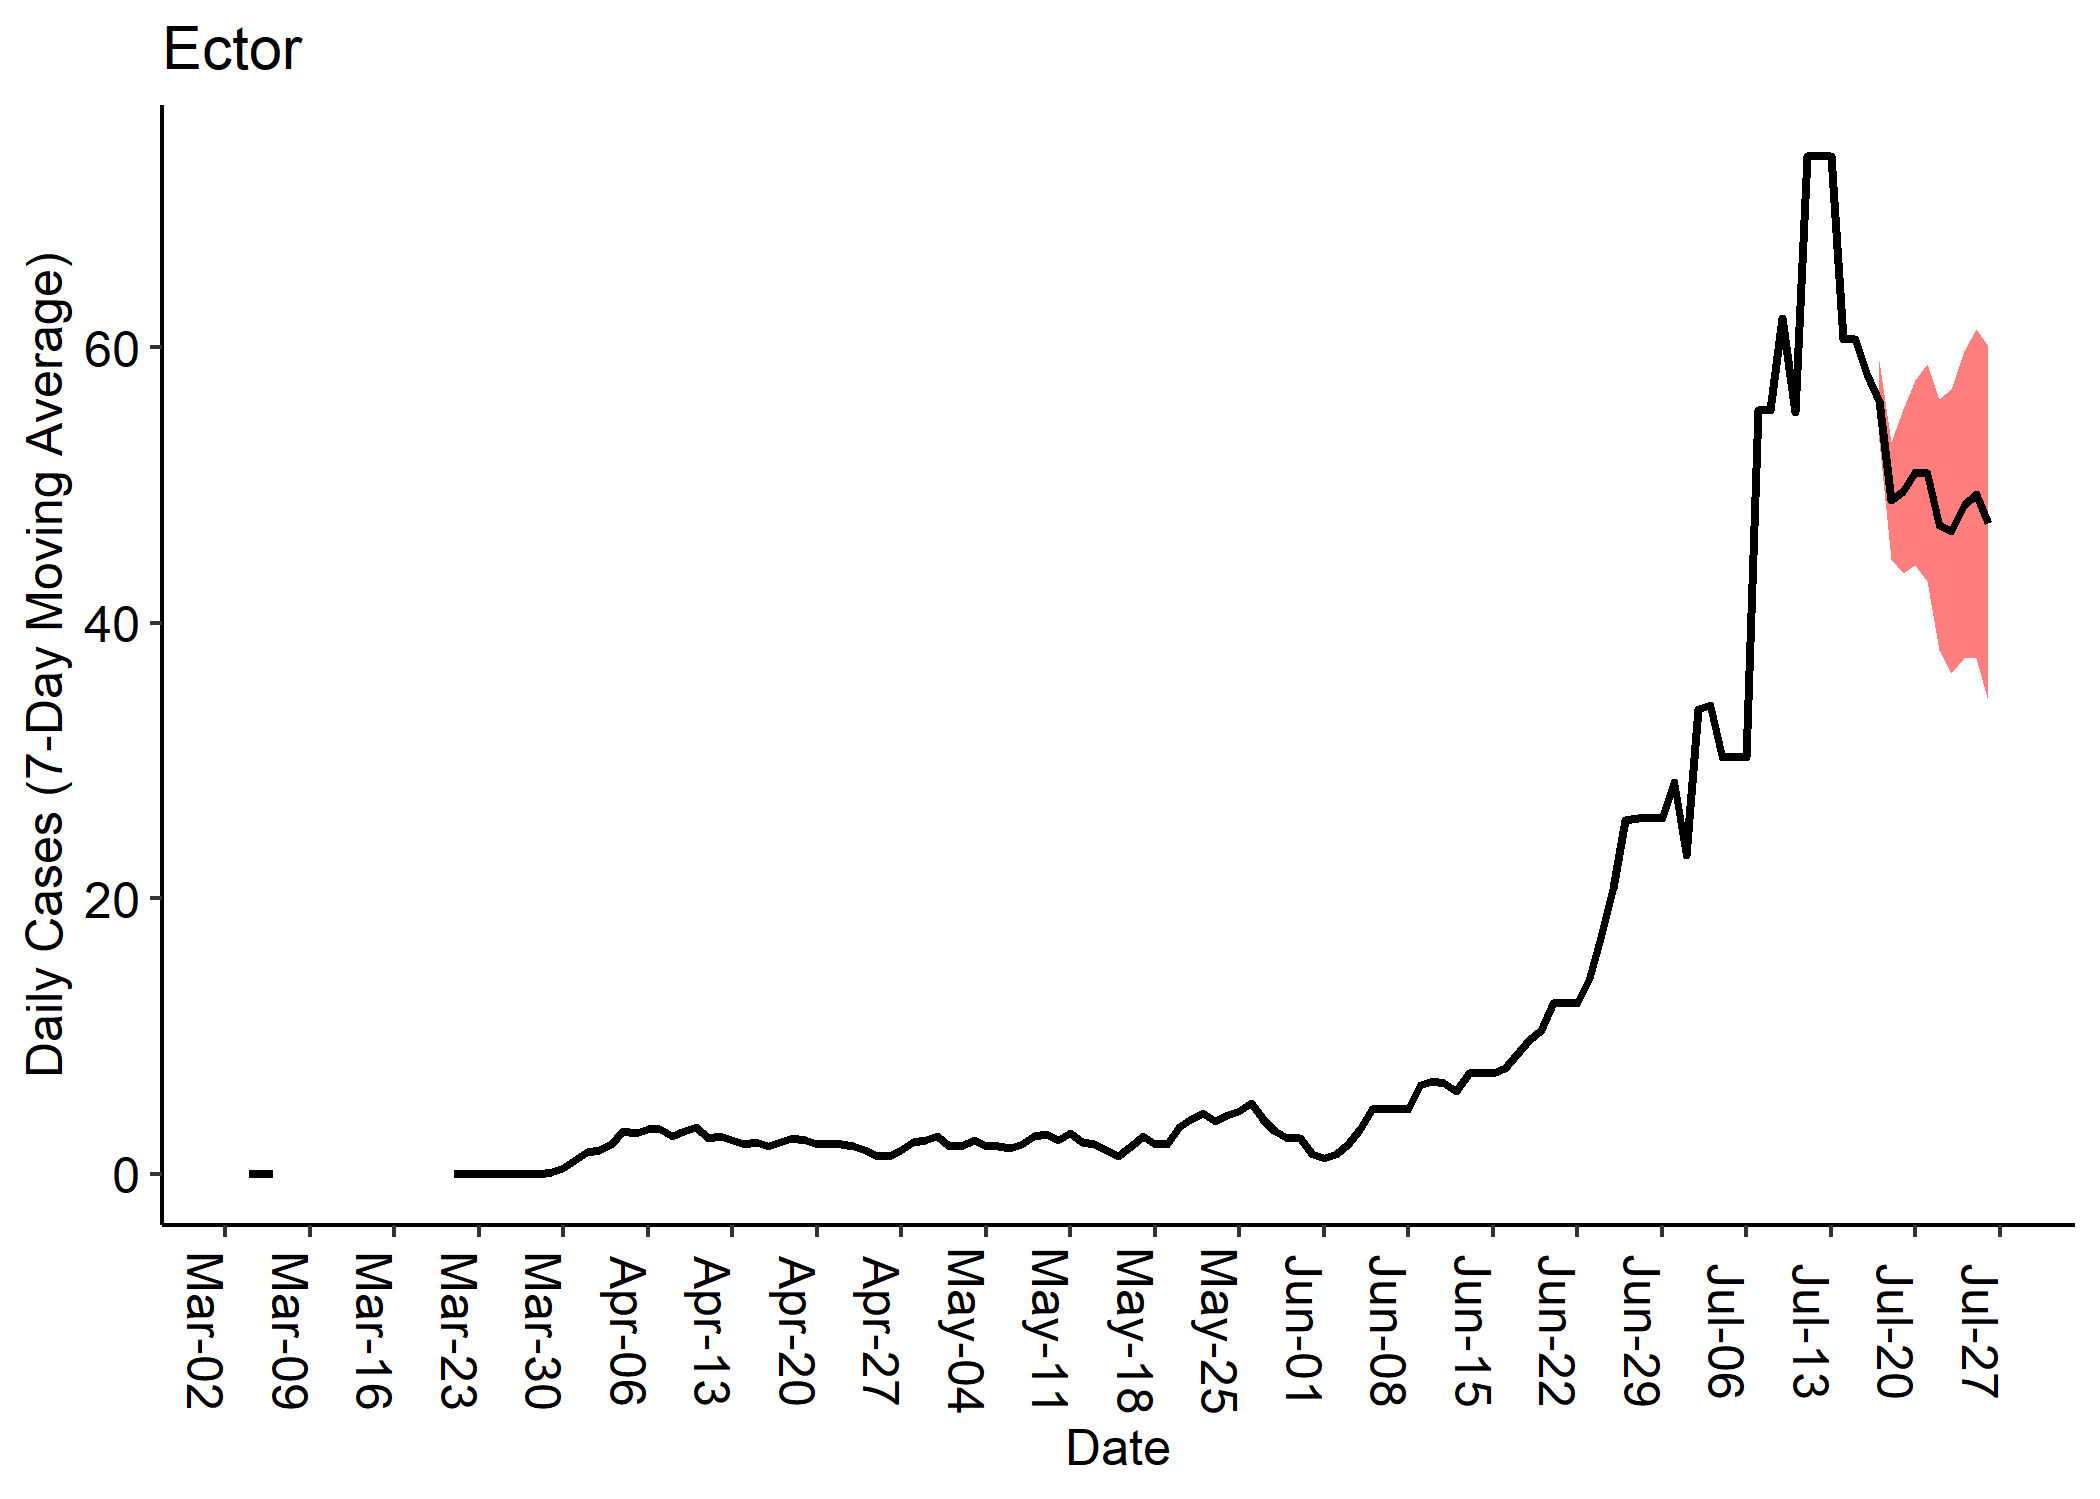 Ector
Daily Cases (7-Day Moving Average)
60
40
20
0
Mar-02
Mar-09
Mar-16
Mar-23
Mar-30
Apr-06
Apr-13
Apr-20
Apr-27
May-04
May-11
May-18
May-25
Jun-01
Jun-08
Jun-15
Jun-22
Jun-29
Jul-06
Jul-13
Jul-20
Jul-27
Date